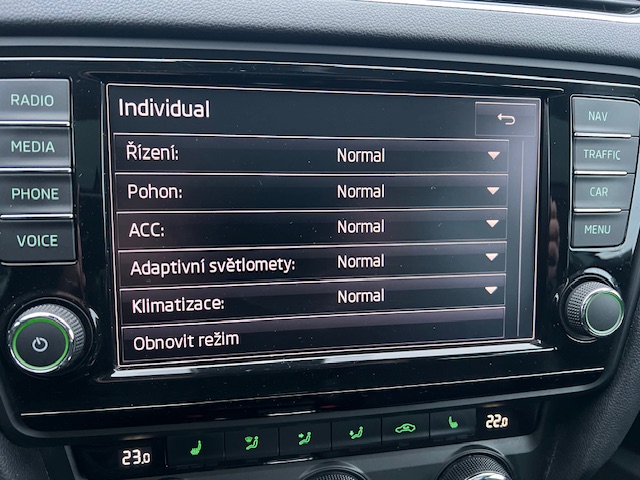 RADIO
MEDIA
PHONE
VOICE
Individual
Řízení: Normal
Pohon: Normal
ACC: Normal
Adaptivní světlomety: Normal
Klimatizace: Normal
Obnovit režim
NAV
TRAFFIC
CAR
MENU
23.0
22.0